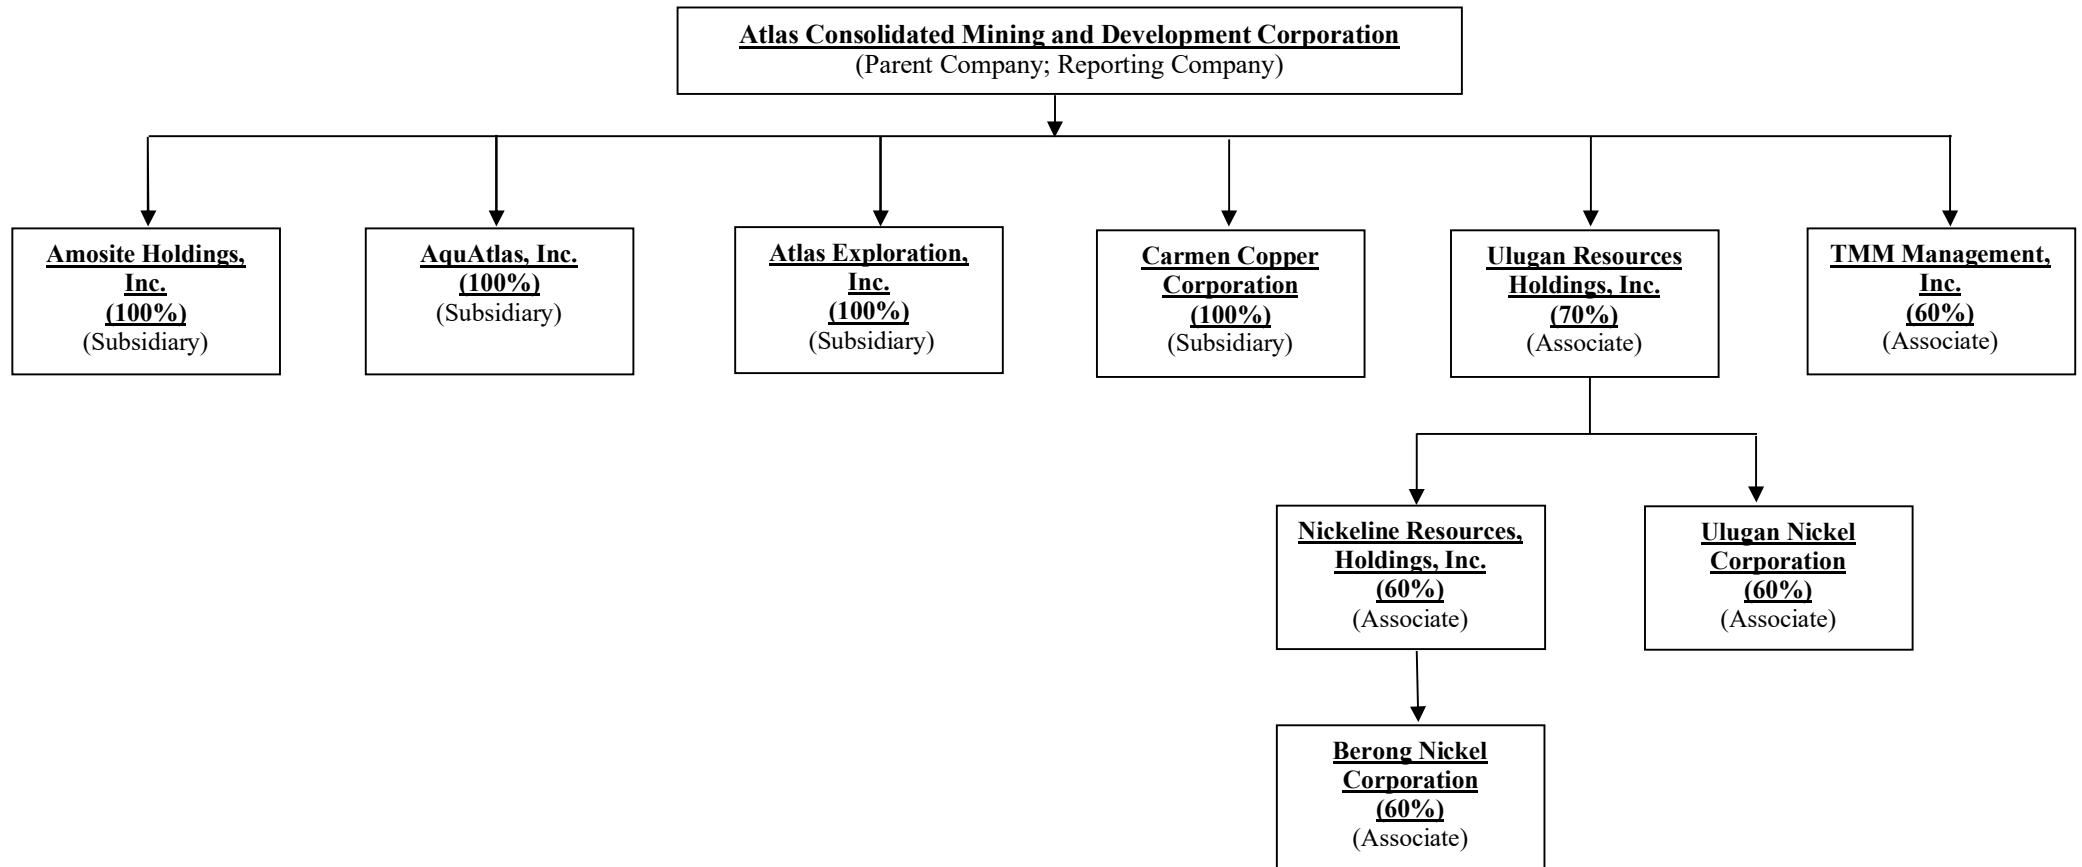 Atlas Consolidated Mining and Development Corporation
(Parent Company; Reporting Company)
Amosite Holdings,
Inc.
(100%)
(Subsidiary)
AquAtlas, Inc.
(100%)
(Subsidiary)
Atlas Exploration,
Inc.
(100%)
(Subsidiary)
Carmen Copper
Corporation
(100%)
(Subsidiary)
Ulugan Resources
Holdings, Inc.
(70%)
(Associate)
TMM Management,
Inc.
(60%)
(Associate)
Nickeline Resources,
Holdings, Inc.
(60%)
(Associate)
Ulugan Nickel
Corporation
(60%)
(Associate)
Berong Nickel
Corporation
(60%)
(Associate)